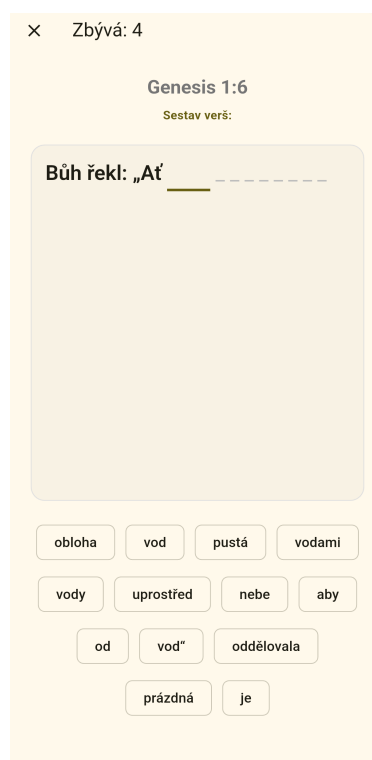 Zbývá: 4
Genesis 1:6
Sestav verš:
Bůh řekl: „Ať ____ _ _ _ _ _ _ _ _
obloha vod pustá vodami
vody uprostřed nebe aby
od vod“ oddělovala
prázdná je